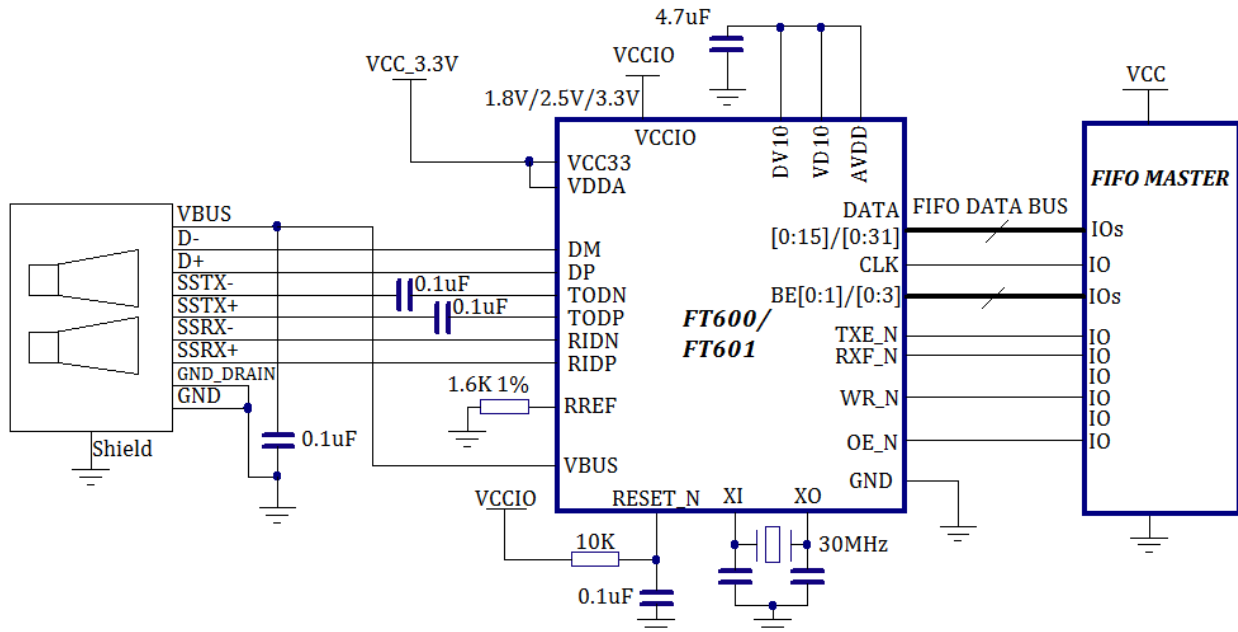 4.7uF
VCCIO
VCC_3.3V
VCC
1.8V/2.5V/3.3V
VCCIO
DV10
VD10
AVDD
VCC33
VDDA
FIFO MASTER
VBUS
DATA
FIFO DATA BUS
[0:15]/[0:31]
IOs
D-
DM
CLK
IO
D+
DP
SSTX-
0.1uF
TODN
BE[0:1]/[0:3]
IOs
SSTX+
0.1uF
TODP
FT600/
FT601
SSRX-
RIDN
TXE_N
IO
SSRX+
RIDP
RXF_N
IO
GND_DRAIN
IO
GND
1.6K 1%
RREF
WR_N
IO
IO
Shield
0.1uF
OE_N
IO
VBUS
GND
VCCIO
RESET_N
XI
XO
10K
30MHz
0.1uF